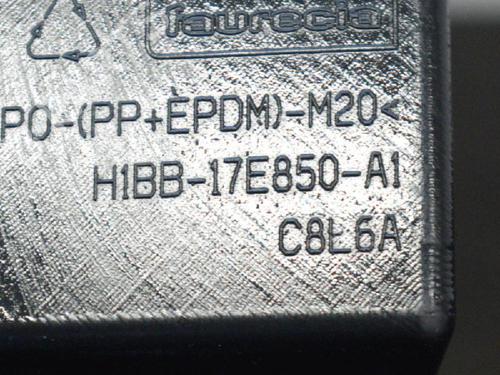 faurecia
PO-(PP+EPDM)-M20<
H1BB-17E850-A1
C8L6A